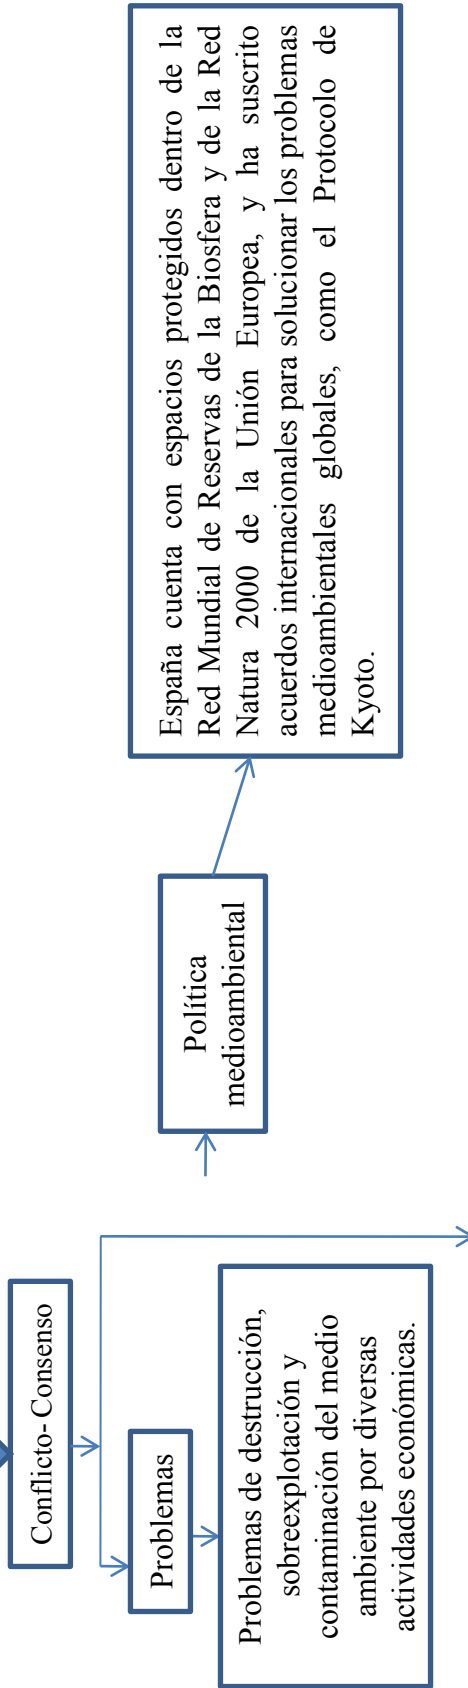 Conflicto- Consenso
Problemas
Problemas de destrucción,
sobreexplotación y
contaminación del medio
ambiente por diversas
actividades económicas.
Política
medioambiental
España cuenta con espacios protegidos dentro de la
Red Mundial de Reservas de la Biosfera y de la Red
Natura 2000 de la Unión Europea, y ha suscrito
acuerdos internacionales para solucionar los problemas
medioambientales globales, como el Protocolo de
Kyoto.